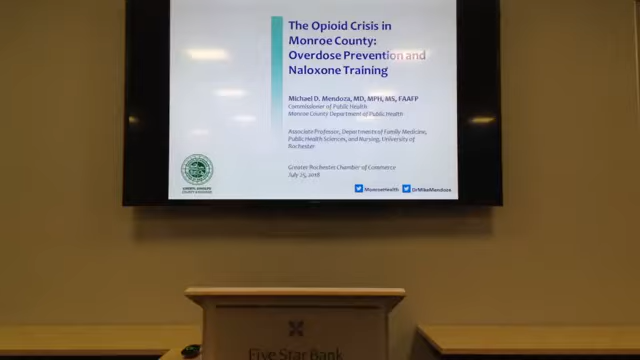 The Opioid Crisis in
Monroe County:
Overdose Prevention and
Naloxone Training
Michael D. Mendoza, MD, MPH, MS, FAAFP
Commissioner of Public Health
Monroe County Department of Public Health
Associate Professor, Departments of Family Medicine,
Public Health Sciences, and Nursing, University of
Rochester
Greater Rochester Chamber of Commerce
July 25, 2018
MonroeHealth DrMikeMendoza
Five Star Bank